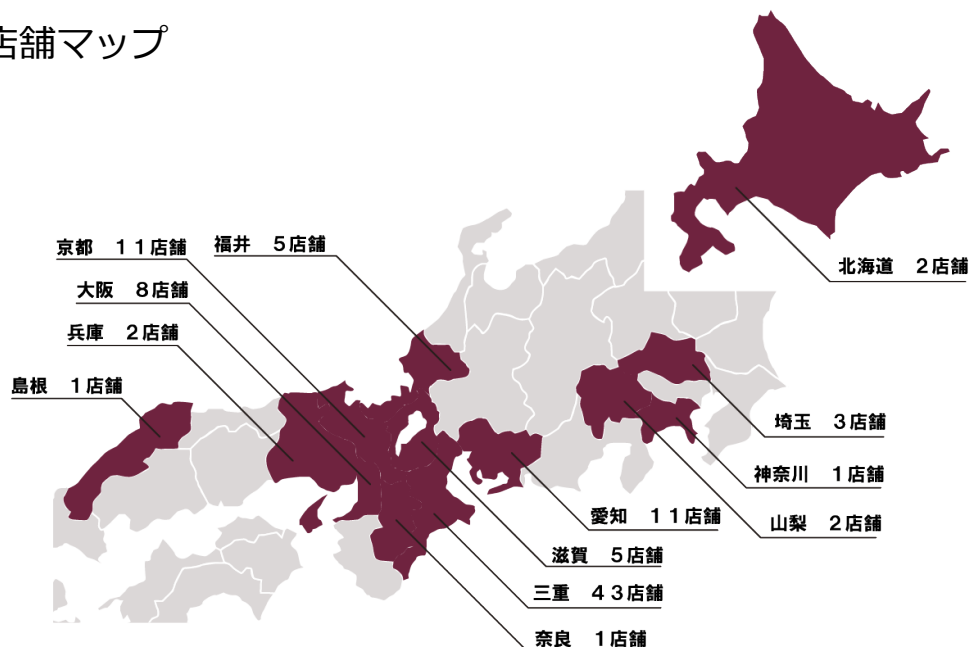 店舗マップ
京都　１１店舗
福井　５店舗
大阪　８店舗
兵庫　２店舗
島根　１店舗
北海道　２店舗
埼玉　３店舗
神奈川　１店舗
山梨　２店舗
愛知　１１店舗
滋賀　５店舗
三重　４３店舗
奈良　１店舗